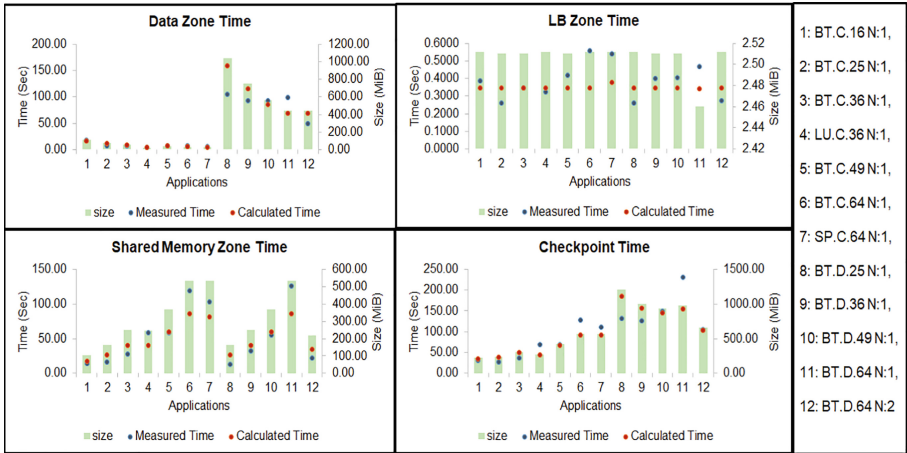 Data Zone Time
200.00
150.00
100.00
50.00
0.00
Time (Sec)
1200.00
1000.00
800.00
600.00
400.00
200.00
0.00
Size (MiB)
1 2 3 4 5 6 7 8 9 10 11 12
Applications
size Measured Time Calculated Time
LB Zone Time
0.6000
0.5000
0.4000
0.3000
0.2000
0.1000
0.0000
Time (Sec)
2.52
2.50
2.48
2.46
2.44
2.42
Size (MiB)
1 2 3 4 5 6 7 8 9 10 11 12
Applications
size Measured Time Calculated Time
Shared Memory Zone Time
150.00
100.00
50.00
0.00
Time (Sec)
600.00
500.00
400.00
300.00
200.00
100.00
0.00
Size (MiB)
1 2 3 4 5 6 7 8 9 10 11 12
Applications
size Measured Time Calculated Time
Checkpoint Time
250.00
200.00
150.00
100.00
50.00
0.00
Time (Sec)
1500.00
1000.00
500.00
0.00
Size (MiB)
1 2 3 4 5 6 7 8 9 10 11 12
Applications
size Measured Time Calculated Time
1: BT.C.16 N:1,
2: BT.C.25 N:1,
3: BT.C.36 N:1,
4: LU.C.36 N:1,
5: BT.C.49 N:1,
6: BT.C.64 N:1,
7: SP.C.64 N:1,
8: BT.D.25 N:1,
9: BT.D.36 N:1,
10: BT.D.49 N:1,
11: BT.D.64 N:1,
12: BT.D.64 N:2